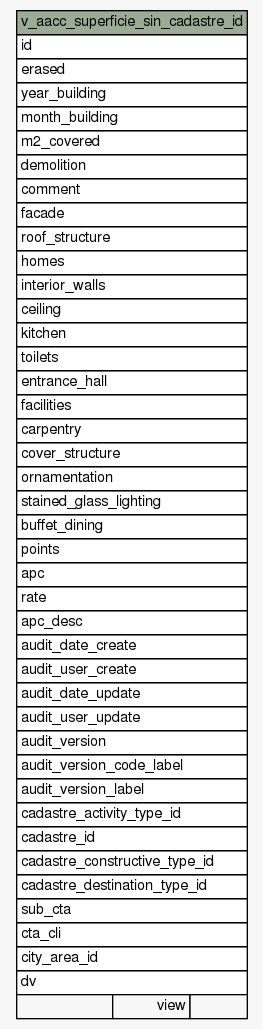 v_aacc_superficie_sin_cadastre_id
id
erased
year_building
month_building
m2_covered
demolition
comment
facade
roof_structure
homes
interior_walls
ceiling
kitchen
toilets
entrance_hall
facilities
carpentry
cover_structure
ornamentation
stained_glass_lighting
buffet_dining
points
apc
rate
apc_desc
audit_date_create
audit_user_create
audit_date_update
audit_user_update
audit_version
audit_version_code_label
audit_version_label
cadastre_activity_type_id
cadastre_id
cadastre_constructive_type_id
cadastre_destination_type_id
sub_cta
cta_cli
city_area_id
dv
view